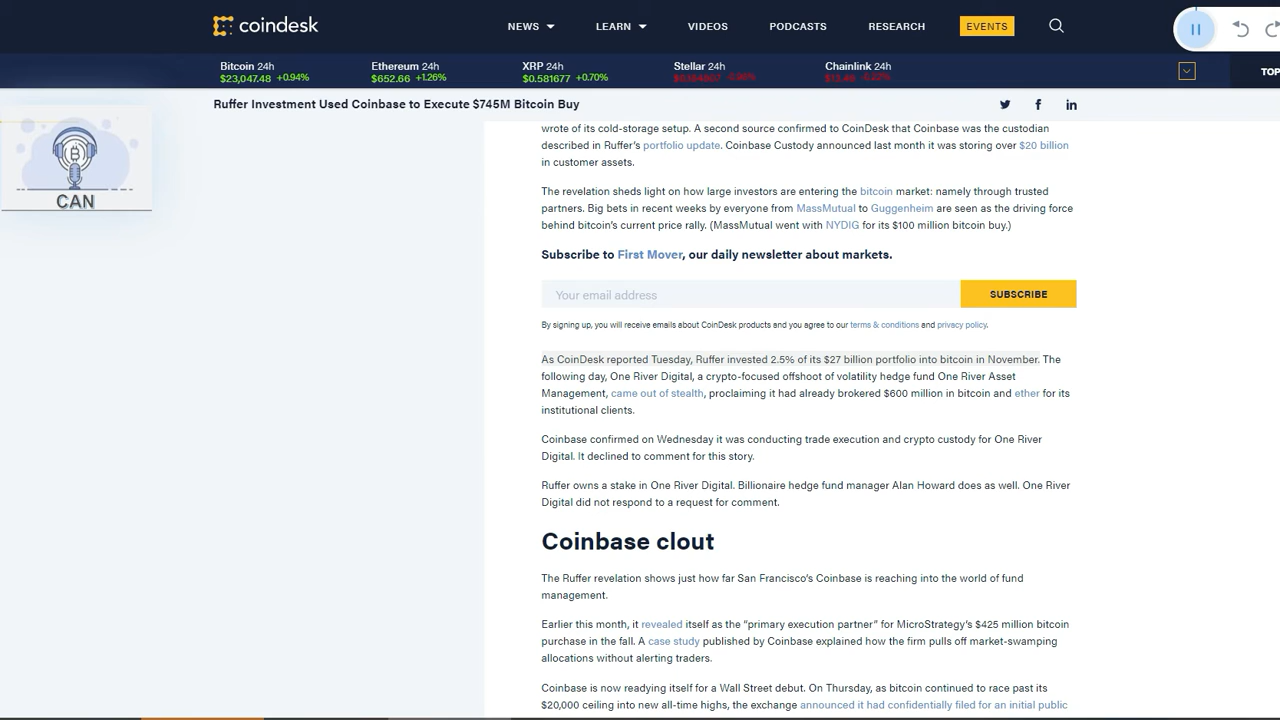 coindesk
NEWS LEARN VIDEOS PODCASTS RESEARCH EVENTS
Bitcoin 24h Ethereum 24h XRP 24h Stellar 24h Chainlink 24h
$23,047.48 +0.94% $652.66 +1.26% $0.581677 +0.70%
TOP
Ruffer Investment Used Coinbase to Execute $745M Bitcoin Buy
CAN
wrote of its cold-storage setup. A second source confirmed to CoinDesk that Coinbase was the custodian
described in Ruffer's portfolio update. Coinbase Custody announced last month it was storing over $20 billion
in customer assets.
The revelation sheds light on how large investors are entering the bitcoin market: namely through trusted
partners. Big bets in recent weeks by everyone from MassMutual to Guggenheim are seen as the driving force
behind bitcoin's current price rally. (MassMutual went with NYDIG for its $100 million bitcoin buy.)
Subscribe to First Mover, our daily newsletter about markets.
Your email address
SUBSCRIBE
By signing up, you will receive emails about CoinDesk products and you agree to our terms & conditions and privacy policy.
As CoinDesk reported Tuesday, Ruffer invested 2.5% of its $27 billion portfolio into bitcoin in November. The
following day, One River Digital, a crypto-focused offshoot of volatility hedge fund One River Asset
Management, came out of stealth, proclaiming it had already brokered $600 million in bitcoin and ether for its
institutional clients.
Coinbase confirmed on Wednesday it was conducting trade execution and crypto custody for One River
Digital. It declined to comment for this story.
Ruffer owns a stake in One River Digital. Billionaire hedge fund manager Alan Howard does as well. One River
Digital did not respond to a request for comment.
Coinbase clout
The Ruffer revelation shows just how far San Francisco's Coinbase is reaching into the world of fund
management.
Earlier this month, it revealed itself as the "primary execution partner" for MicroStrategy's $425 million bitcoin
purchase in the fall. A case study published by Coinbase explained how the firm pulls off market-swamping
allocations without alerting traders.
Coinbase is now readying itself for a Wall Street debut. On Thursday, as bitcoin continued to race past its
$20,000 ceiling into new all-time highs, the exchange announced it had confidentially filed for an initial public